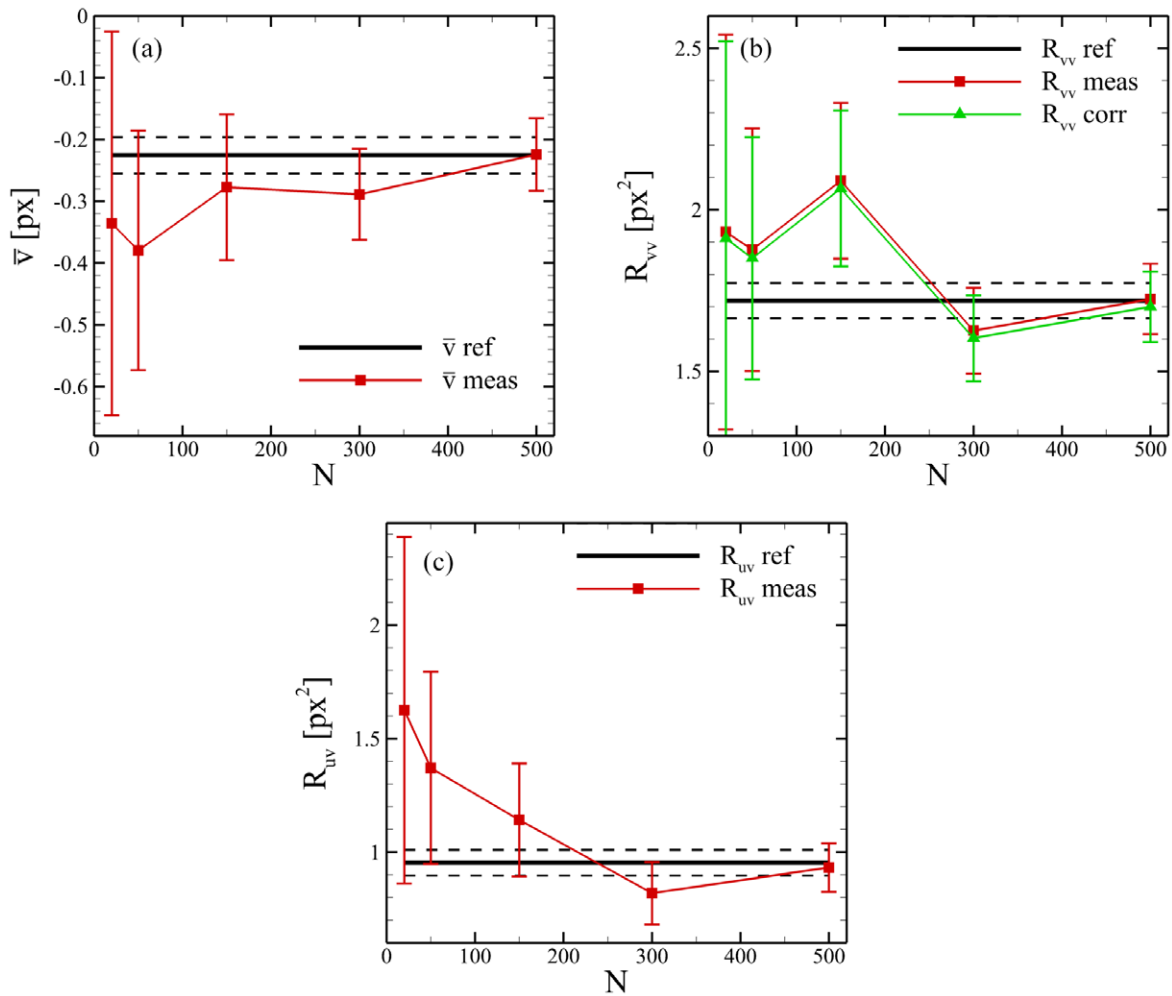 (a)
0
-0.1
-0.2
-0.3
-0.4
-0.5
-0.6
v̅ [px]
v̅ ref
v̅ meas
0 100 200 300 400 500
N
(b)
2.5
2
1.5
R_vv [px²]
R_vv ref
R_vv meas
R_vv corr
0 100 200 300 400 500
N
(c)
2
1.5
1
R_uv [px²]
R_uv ref
R_uv meas
0 100 200 300 400 500
N